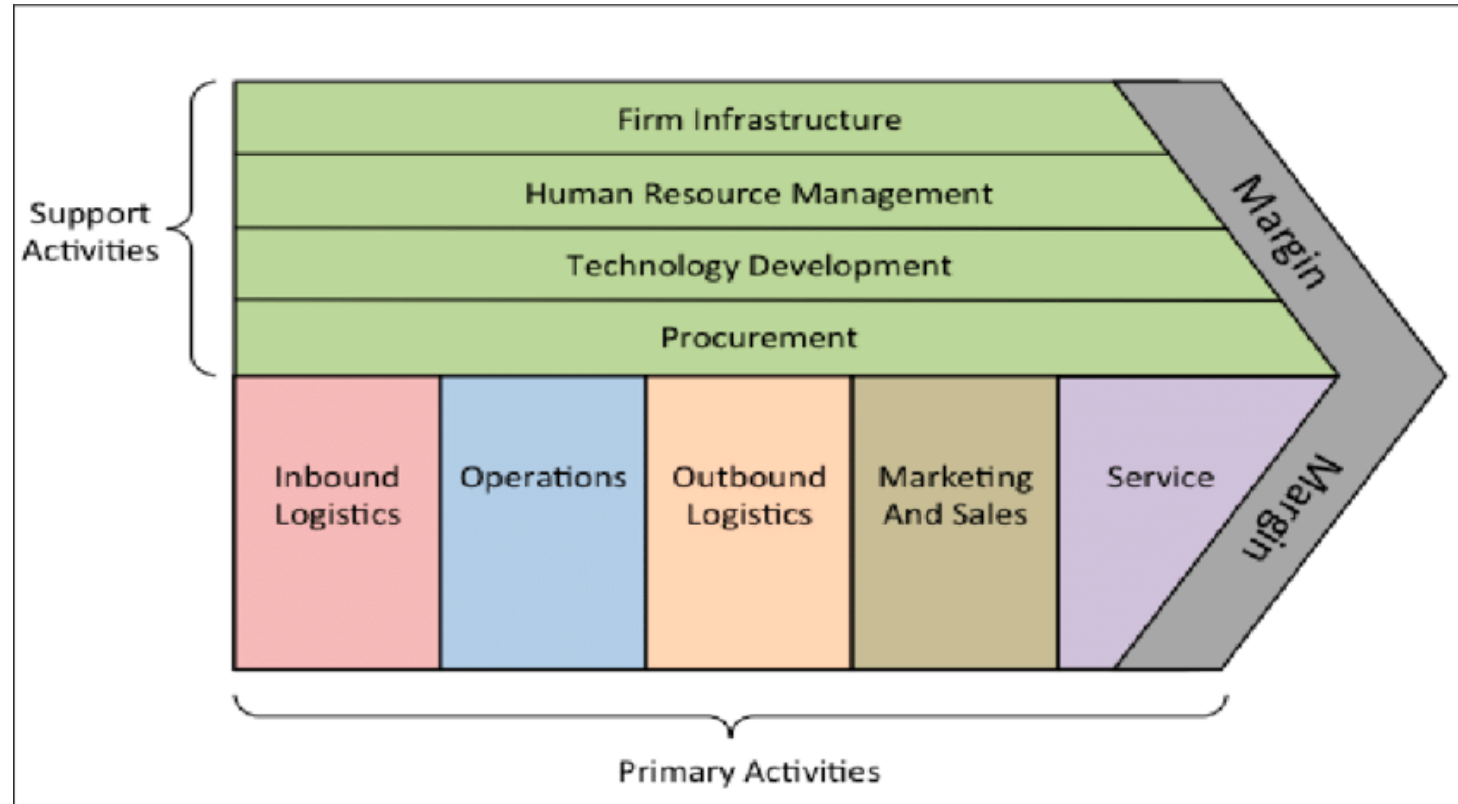 Firm Infrastructure
Human Resource Management
Technology Development
Procurement
Support
Activities
Margin
Inbound
Logistics
Operations
Outbound
Logistics
Marketing
And Sales
Service
Margin
Primary Activities